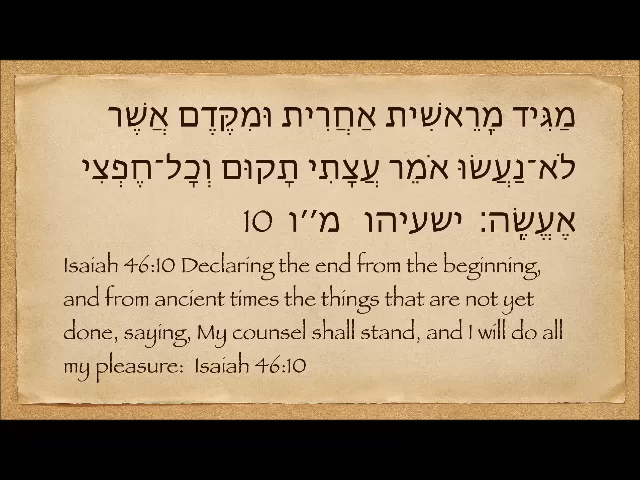 מַגִּיד מֵרֵאשִׁית אַחֲרִית וּמִקֶּדֶם אֲשֶׁר
לֹא־נַעֲשׂוּ אֹמֵר עֲצָתִי תָקוּם וְכָל־חֶפְצִי
אֶעֱשֶֽׂה: ישעיהו מ''ו 10
Isaiah 46:10 Declaring the end from the beginning,
and from ancient times the things that are not yet
done, saying, My counsel shall stand, and I will do all
my pleasure: Isaiah 46:10